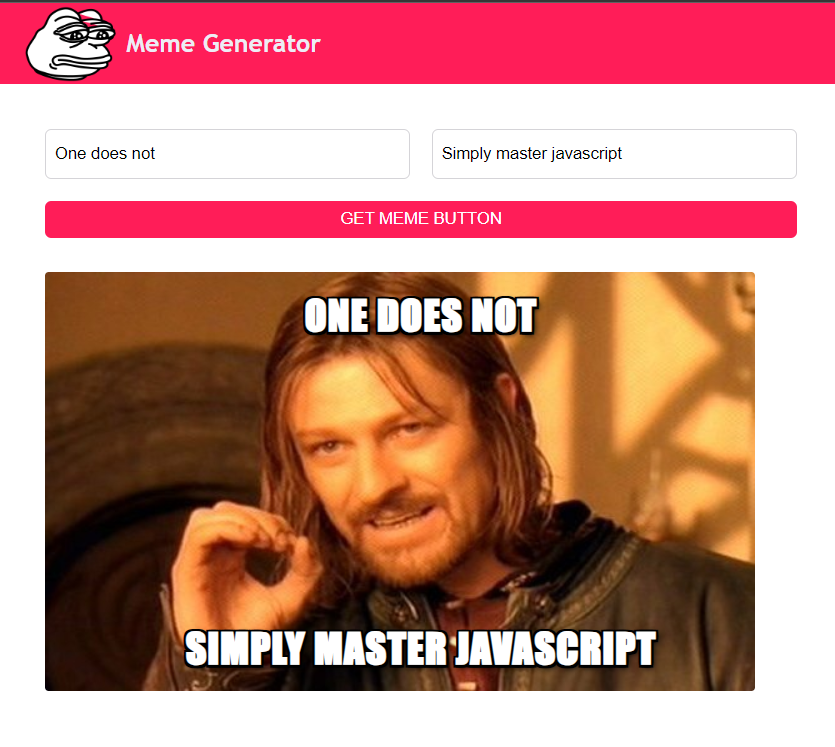 Meme Generator
One does not
Simply master javascript
GET MEME BUTTON
ONE DOES NOT
SIMPLY MASTER JAVASCRIPT